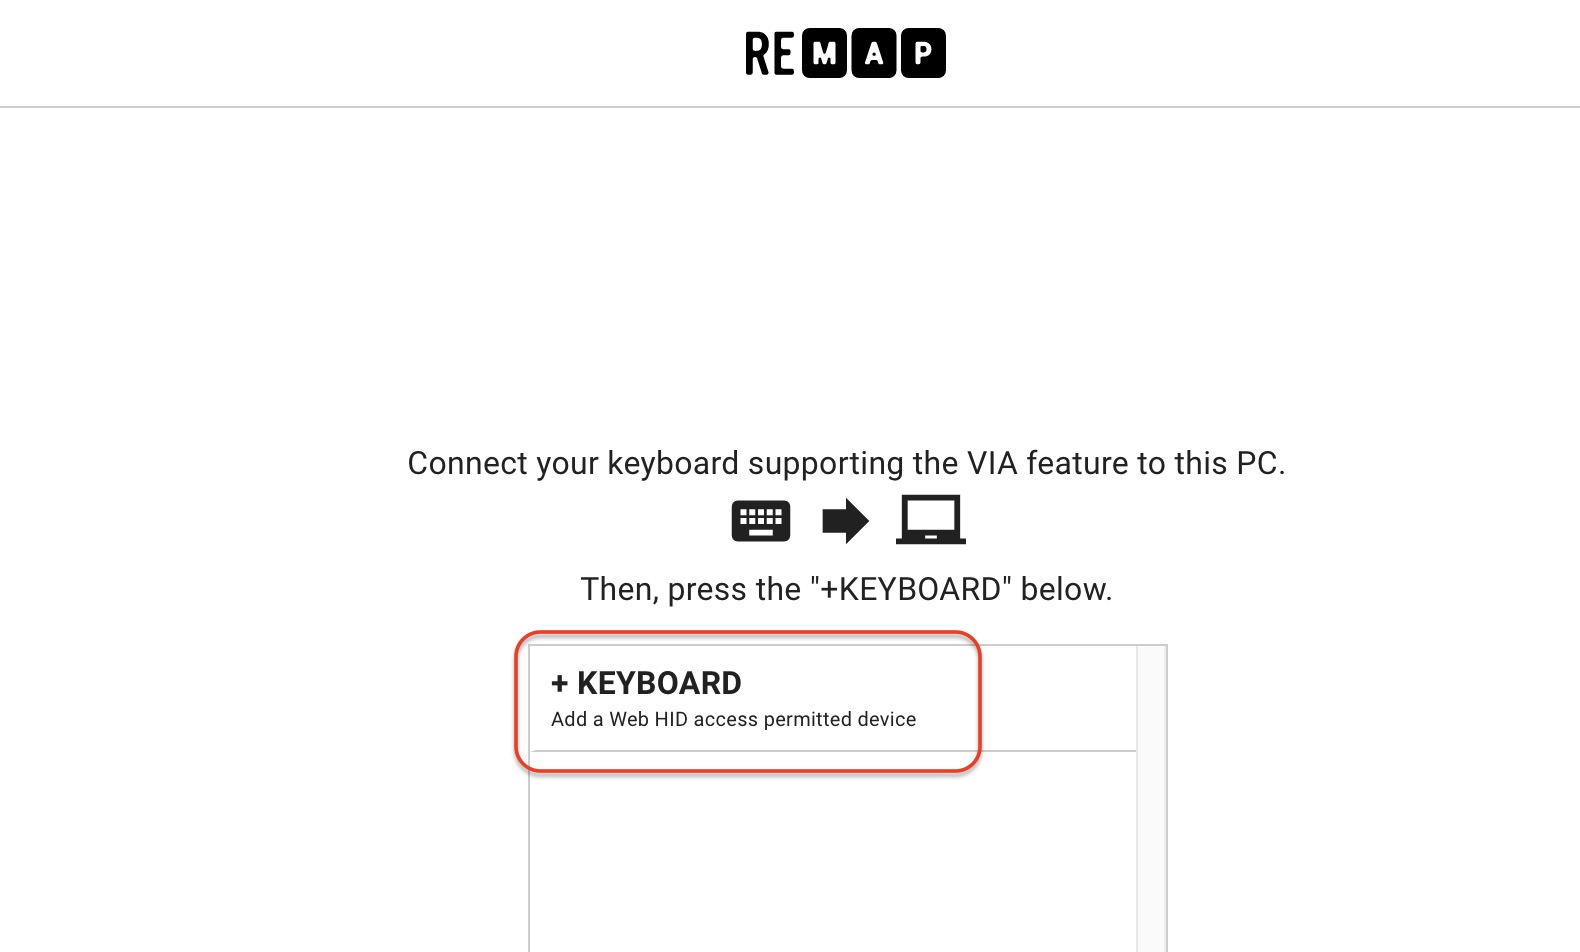 REMAP
Connect your keyboard supporting the VIA feature to this PC.
Then, press the "+KEYBOARD" below.
+ KEYBOARD
Add a Web HID access permitted device